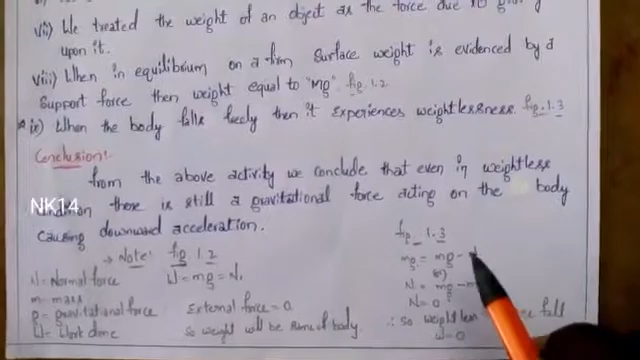 vii) We treated the weight of an object as the force due to
upon it.
viii) When in equilibrium on a firm surface weight is evidenced by a
support force then weight equal to "mg" fig 1.2
ix) When the body falls freely then it experiences weightlessness. fig. 1.3
Conclusion:
from the above activity we conclude that even in weightless
there is still a gravitational force acting on the body
causing downward acceleration.
NK14
→ Note:
N = Normal force
m = mass
g = gravitational force
W = Work done
fig 1.2
W = mg = N.
External force = 0
So weight will be same of body.
fig. 1.3
mg = mg -
(or)
N = mg -
N = 0
∴ So weightless fall
W = 0